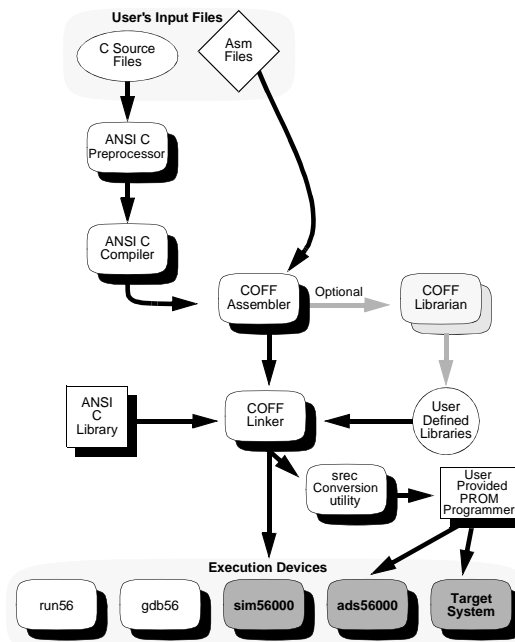 User's Input Files
C Source
Files
Asm
Files
ANSI C
Preprocessor
ANSI C
Compiler
COFF
Assembler
Optional
COFF
Librarian
ANSI
C
Library
COFF
Linker
User
Defined
Libraries
srec
Conversion
utility
User
Provided
PROM
Programmer
Execution Devices
run56
gdb56
sim56000
ads56000
Target
System